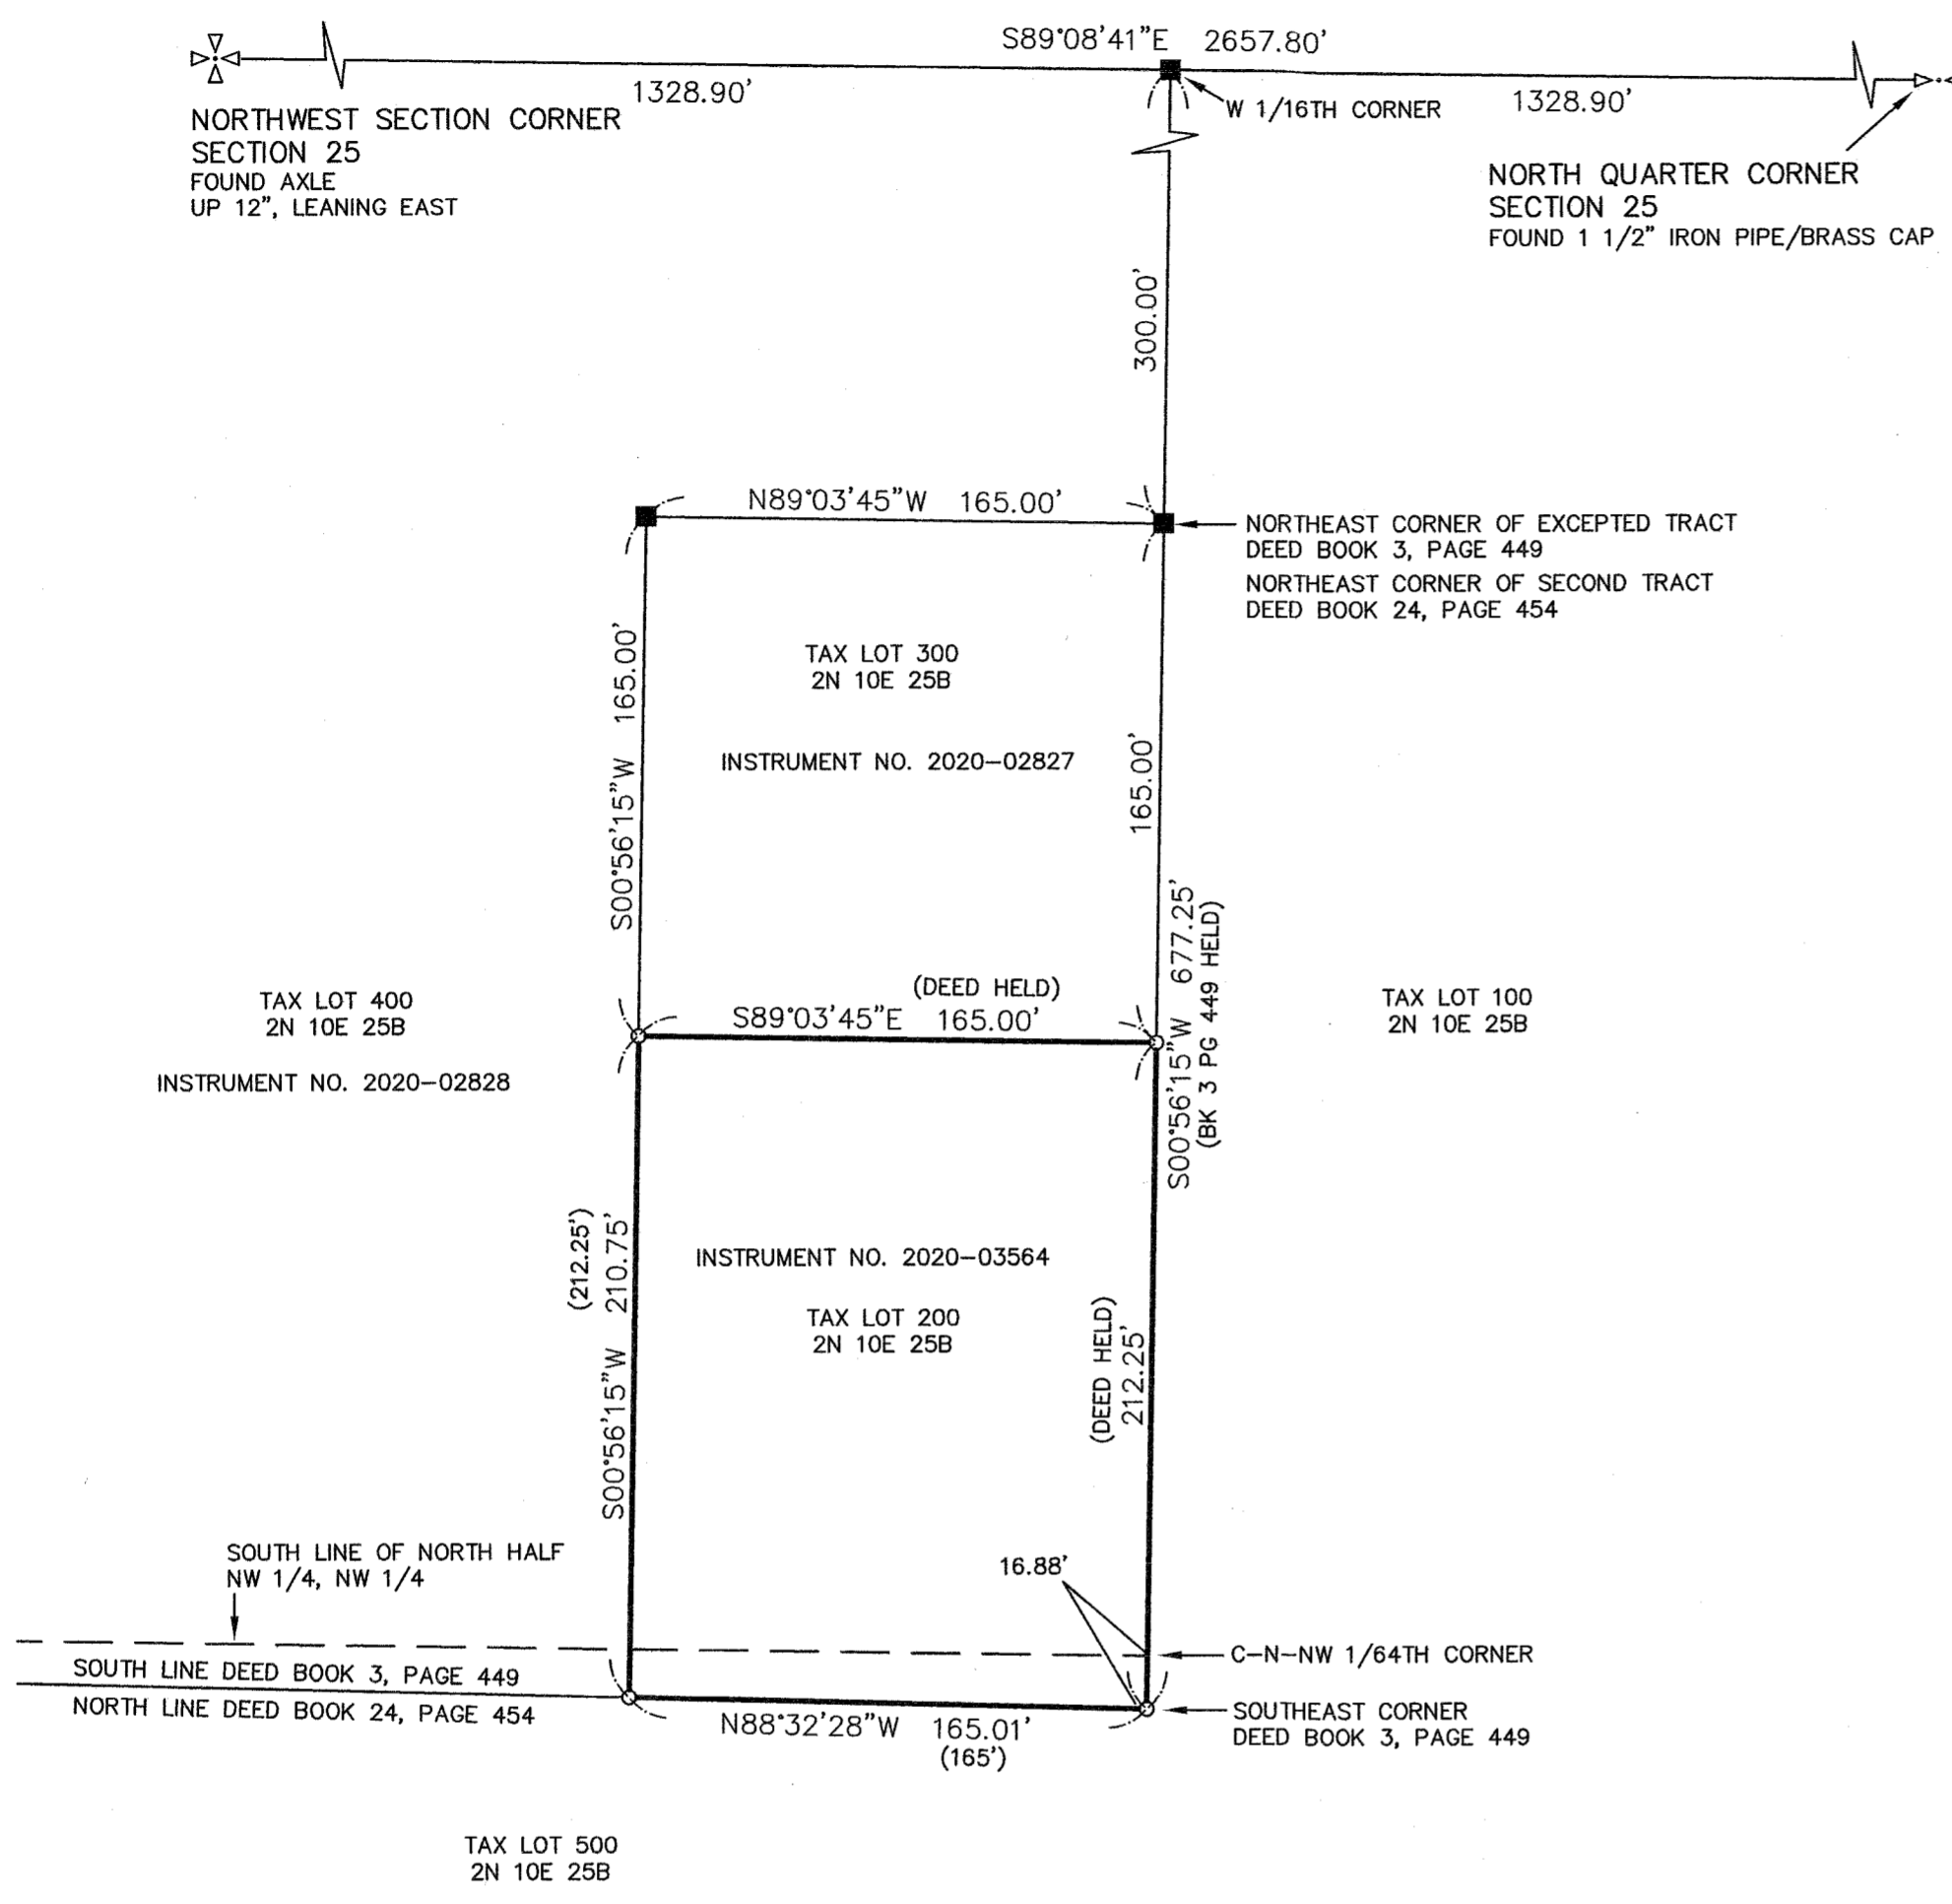 S89°08'41"E 2657.80'
1328.90'
1328.90'
W 1/16TH CORNER
NORTHWEST SECTION CORNER
SECTION 25
FOUND AXLE
UP 12", LEANING EAST
NORTH QUARTER CORNER
SECTION 25
FOUND 1 1/2" IRON PIPE/BRASS CAP
300.00'
N89°03'45"W 165.00'
NORTHEAST CORNER OF EXCEPTED TRACT
DEED BOOK 3, PAGE 449
NORTHEAST CORNER OF SECOND TRACT
DEED BOOK 24, PAGE 454
S00°56'15"W 165.00'
TAX LOT 300
2N 10E 25B
INSTRUMENT NO. 2020-02827
165.00'
S00°56'15"W 677.25'
(BK 3 PG 449 HELD)
TAX LOT 400
2N 10E 25B
INSTRUMENT NO. 2020-02828
(DEED HELD)
S89°03'45"E 165.00'
TAX LOT 100
2N 10E 25B
(212.25')
S00°56'15"W 210.75'
INSTRUMENT NO. 2020-03564
TAX LOT 200
2N 10E 25B
(DEED HELD)
212.25'
SOUTH LINE OF NORTH HALF
NW 1/4, NW 1/4
16.88'
C-N-NW 1/64TH CORNER
SOUTH LINE DEED BOOK 3, PAGE 449
NORTH LINE DEED BOOK 24, PAGE 454
SOUTHEAST CORNER
DEED BOOK 3, PAGE 449
N88°32'28"W 165.01'
(165')
TAX LOT 500
2N 10E 25B